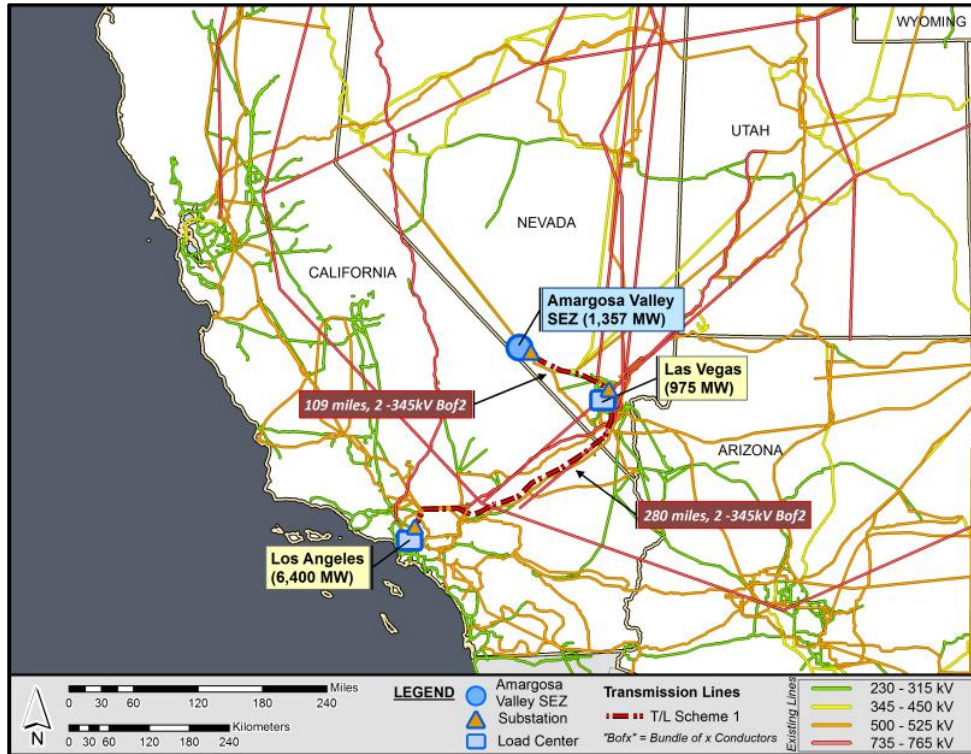 WYOMING
UTAH
NEVADA
CALIFORNIA
Amargosa Valley
SEZ (1,357 MW)
Las Vegas
(975 MW)
109 miles, 2 -345kV Bof2
ARIZONA
280 miles, 2 -345kV Bof2
Los Angeles
(6,400 MW)
N
Miles
0 30 60 120 180 240
Kilometers
0 30 60 120 180 240
LEGEND
Amargosa
Valley SEZ
Substation
Load Center
Transmission Lines
T/L Scheme 1
"Bofx" = Bundle of x Conductors
Existing Lines
230 - 315 kV
345 - 450 kV
500 - 525 kV
735 - 765 kV